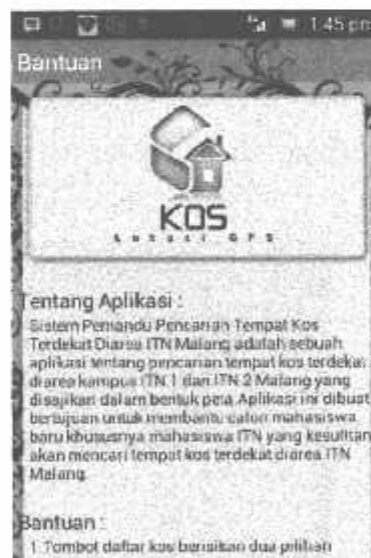 1:45 pm
Bantuan
KOS
Lokasi GPS
Tentang Aplikasi :
Sistem Pemandu Pencarian Tempat Kos
Terdekat Diarea ITN Malang adalah sebuah
aplikasi tentang pencarian tempat kos terdekat
diarea kampus ITN 1 dan ITN 2 Malang yang
disajikan dalam bentuk peta Aplikasi ini dibuat
bertujuan untuk membantu calon mahasiswa
baru khususnya mahasiswa ITN yang kesulitan
akan mencari tempat kos terdekat diarea ITN
Malang
Bantuan :
1 Tombol daftar kos berisikan dua pilihan